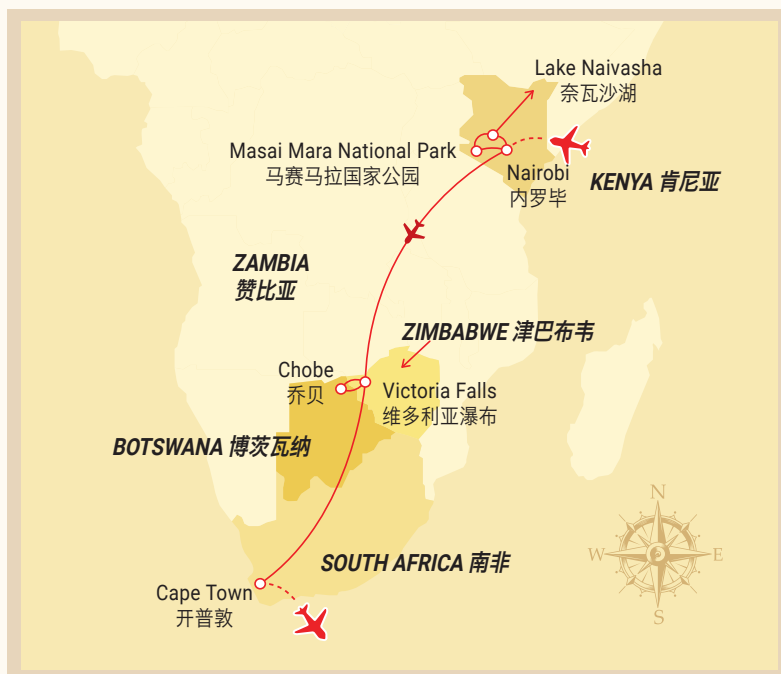 Lake Naivasha
奈瓦沙湖
Masai Mara National Park
马赛马拉国家公园
Nairobi
内罗毕
KENYA 肯尼亚
ZAMBIA
赞比亚
ZIMBABWE 津巴布韦
Chobe
乔贝
Victoria Falls
维多利亚瀑布
BOTSWANA 博茨瓦纳
SOUTH AFRICA 南非
Cape Town
开普敦
N
W
E
S